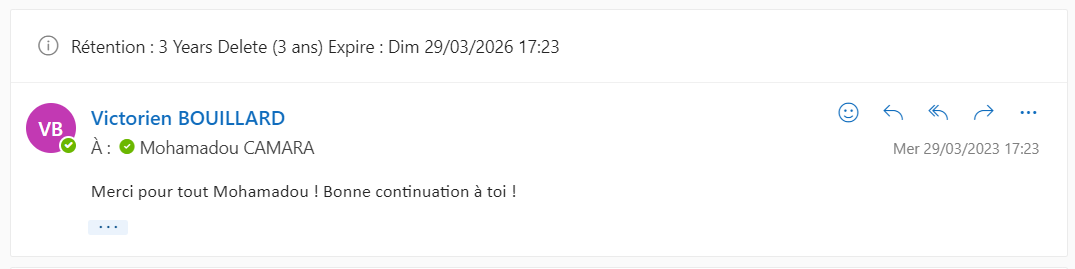 Rétention : 3 Years Delete (3 ans) Expire : Dim 29/03/2026 17:23
VB
Victorien BOUILLARD
À : Mohamadou CAMARA
Mer 29/03/2023 17:23
Merci pour tout Mohamadou ! Bonne continuation à toi !
...